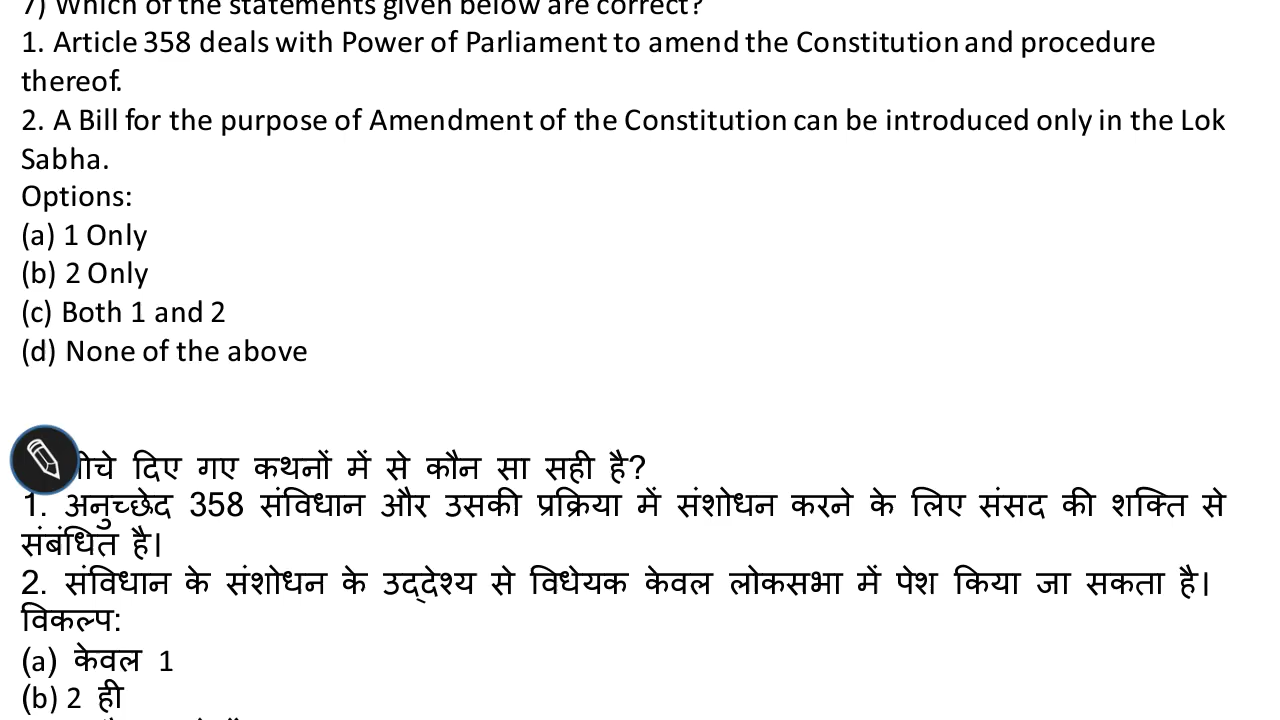 7) Which of the statements given below are correct?
1. Article 358 deals with Power of Parliament to amend the Constitution and procedure
thereof.
2. A Bill for the purpose of Amendment of the Constitution can be introduced only in the Lok
Sabha.
Options:
(a) 1 Only
(b) 2 Only
(c) Both 1 and 2
(d) None of the above
दिए गए कथनों में से कौन सा सही है?
1. अनुच्छेद 358 संविधान और उसकी प्रक्रिया में संशोधन करने के लिए संसद की शक्ति से
संबंधित है।
2. संविधान के संशोधन के उद्देश्य से विधेयक केवल लोकसभा में पेश किया जा सकता है।
विकल्प:
(a) केवल 1
(b) 2 ही